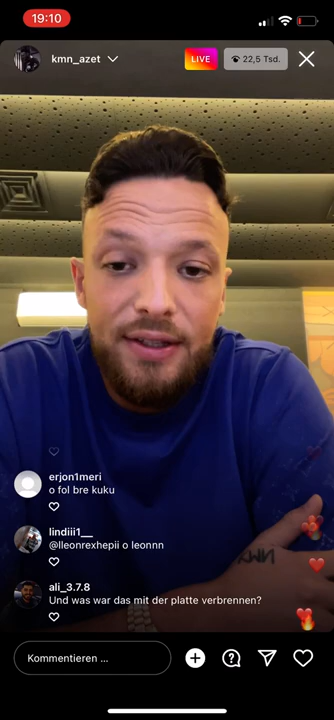 19:10
kmn_azet
LIVE
22,5 Tsd.
erjon1meri
o fol bre kuku
lindiii1__
@lleonrexhepii o leonnn
ali_3.7.8
Und was war das mit der platte verbrennen?
Kommentieren ...